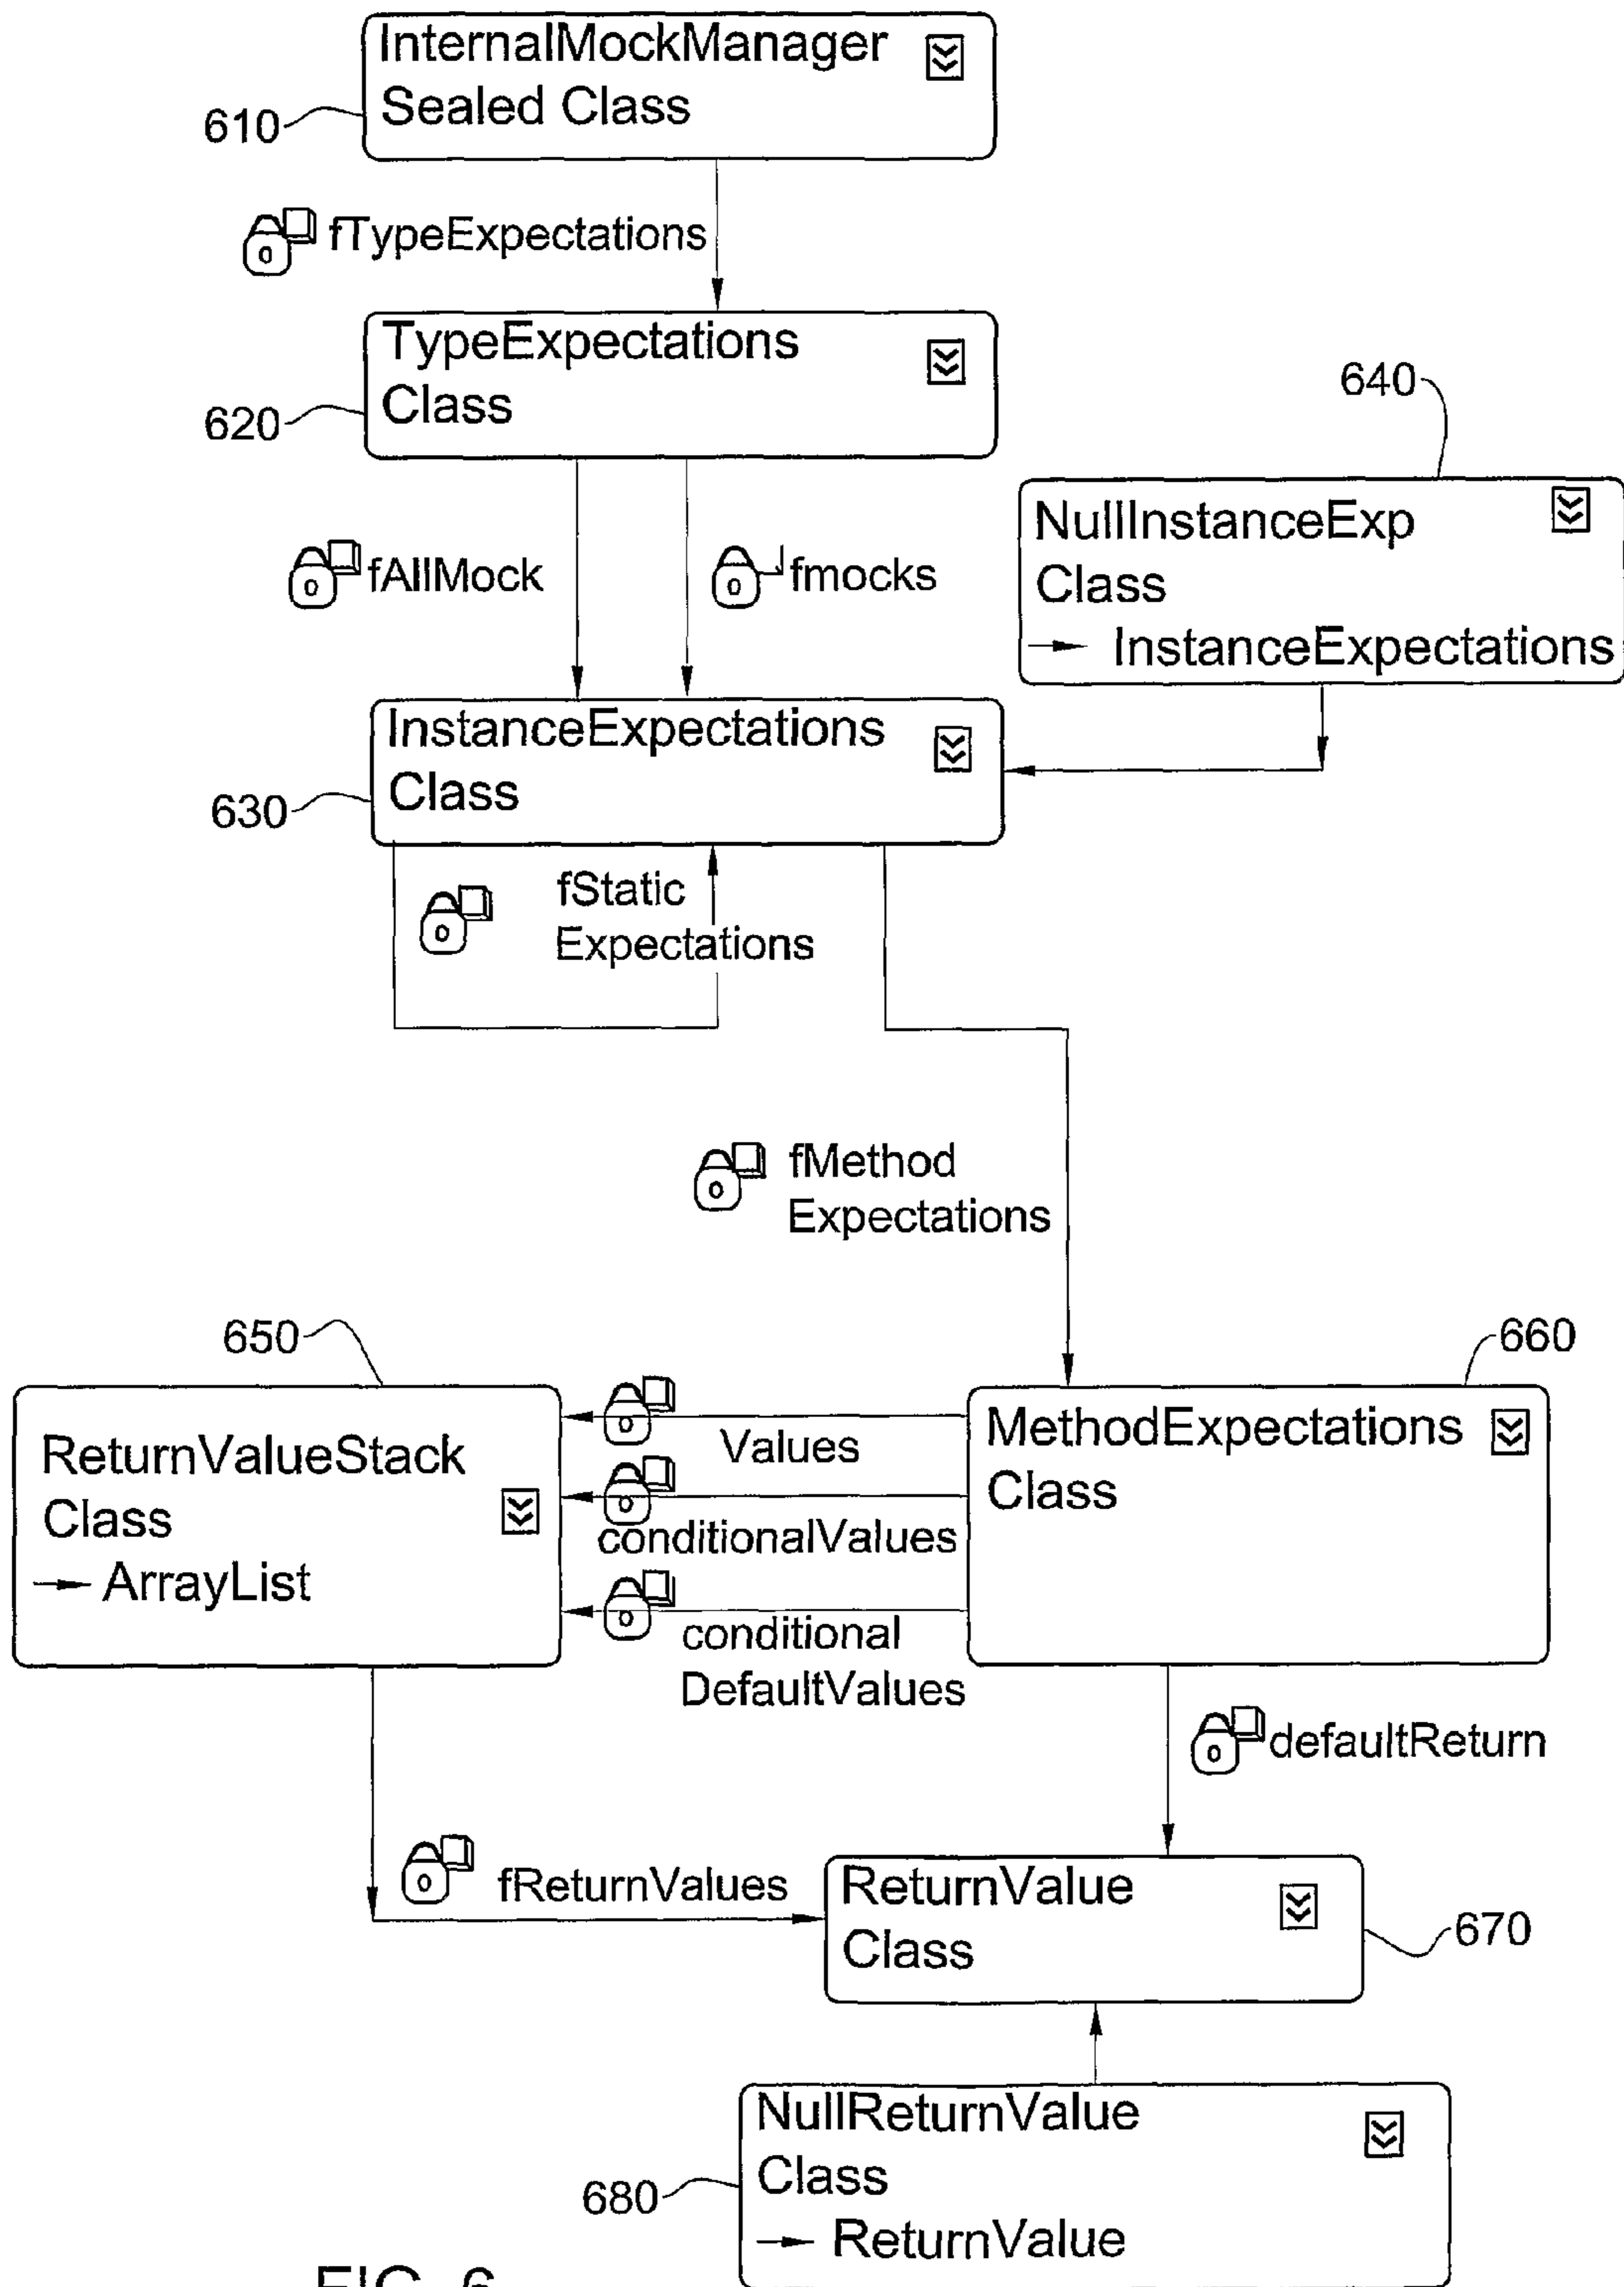 InternalMockManager
Sealed Class
610
fTypeExpectations
TypeExpectations
Class
620
640
NullInstanceExp
Class
InstanceExpectations
fAllMock
fmocks
InstanceExpectations
Class
630
fStatic
Expectations
fMethod
Expectations
650
660
ReturnValueStack
Class
ArrayList
Values
conditionalValues
conditional
DefaultValues
MethodExpectations
Class
defaultReturn
fReturnValues
ReturnValue
Class
670
NullReturnValue
Class
ReturnValue
680
FIG. 6